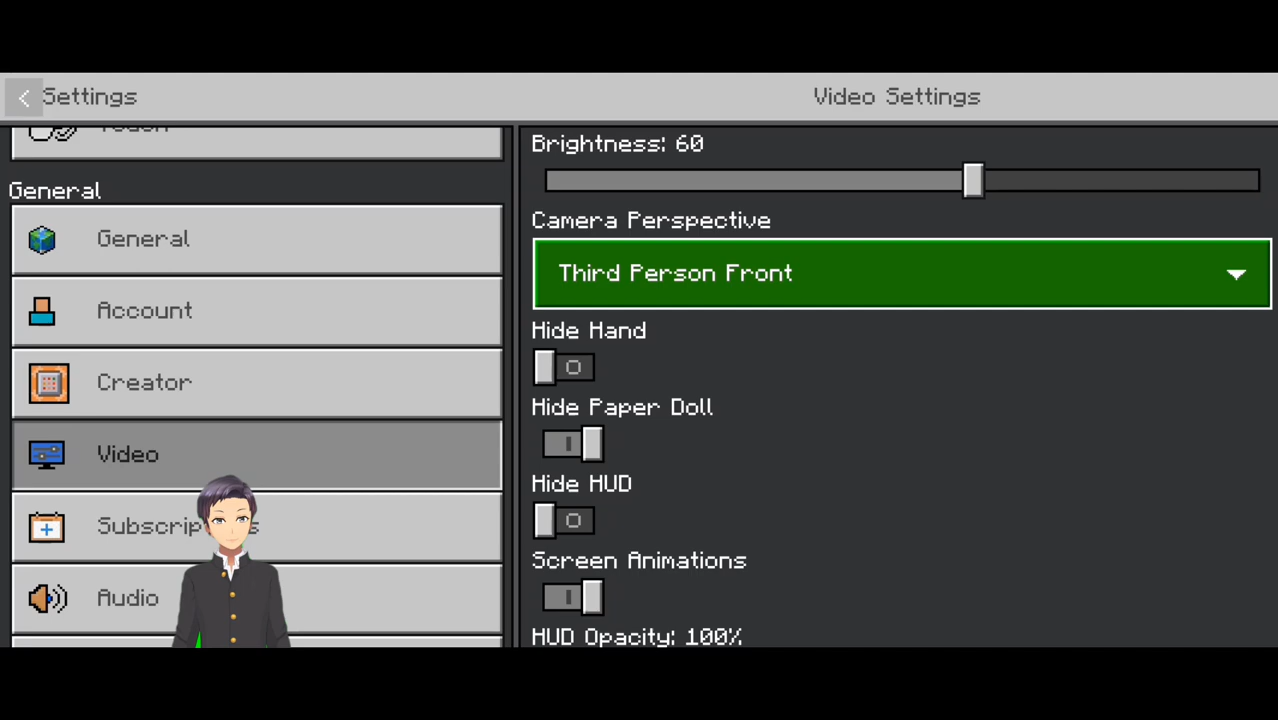 Settings
Video Settings
Touch
General
General
Account
Creator
Video
Audio
Brightness: 60
Camera Perspective
Third Person Front
Hide Hand
Hide Paper Doll
Hide HUD
Screen Animations
HUD Opacity: 100%